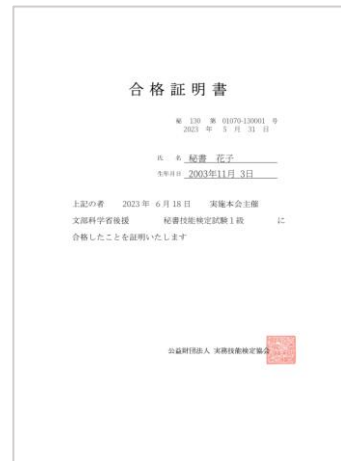 合格証明書
秘 130 第 01070-130001 号
2023 年 5 月 31 日
氏 名 秘書 花子
生年月日 2003年11月 3日
上記の者 2023 年 6 月 18 日 実施本会主催
文部科学省後援 秘書技能検定試験１級 に
合格したことを証明いたします
公益財団法人 実務技能検定協会